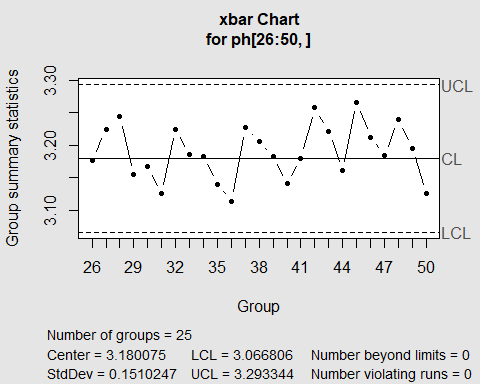 xbar Chart
for ph[26:50, ]
Group summary statistics
3.30
3.20
3.10
UCL
CL
LCL
26 29 32 35 38 41 44 47 50
Group
Number of groups = 25
Center = 3.180075 LCL = 3.066806 Number beyond limits = 0
StdDev = 0.1510247 UCL = 3.293344 Number violating runs = 0